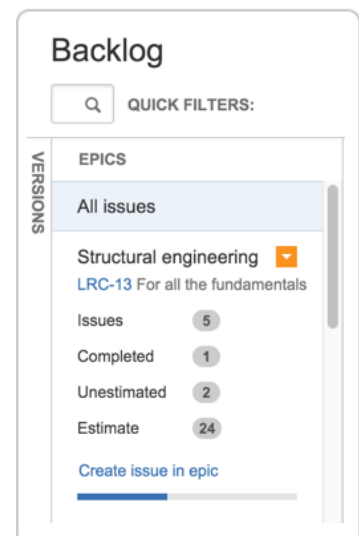 Backlog
QUICK FILTERS:
VERSIONS
EPICS
All issues
Structural engineering
LRC-13 For all the fundamentals
Issues 5
Completed 1
Unestimated 2
Estimate 24
Create issue in epic